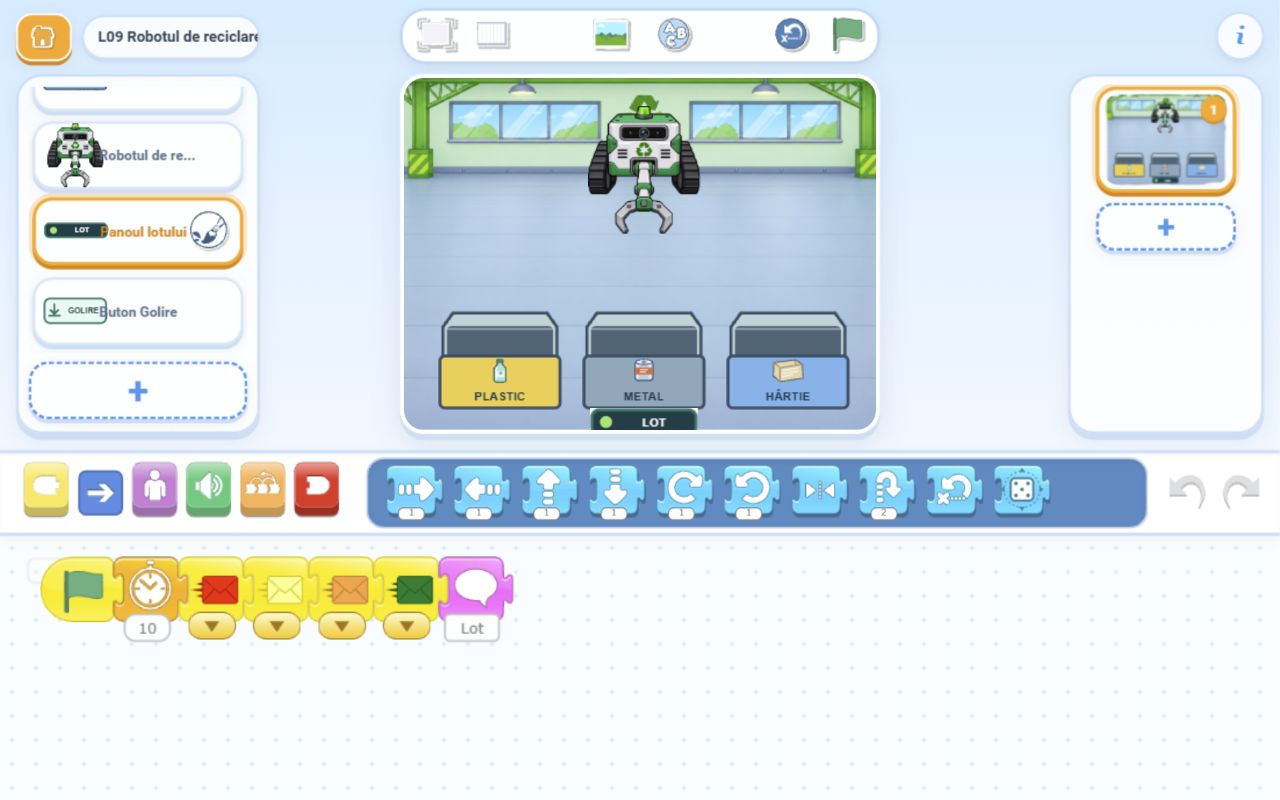 L09 Robotul de reciclare
A
B
C
x
i
Robotul de re...
LOT
Panoul lotului
GOLIRE
Buton Golire
+
PLASTIC
METAL
HÂRTIE
LOT
1
+
1
1
1
1
1
1
2
x
10
Lot